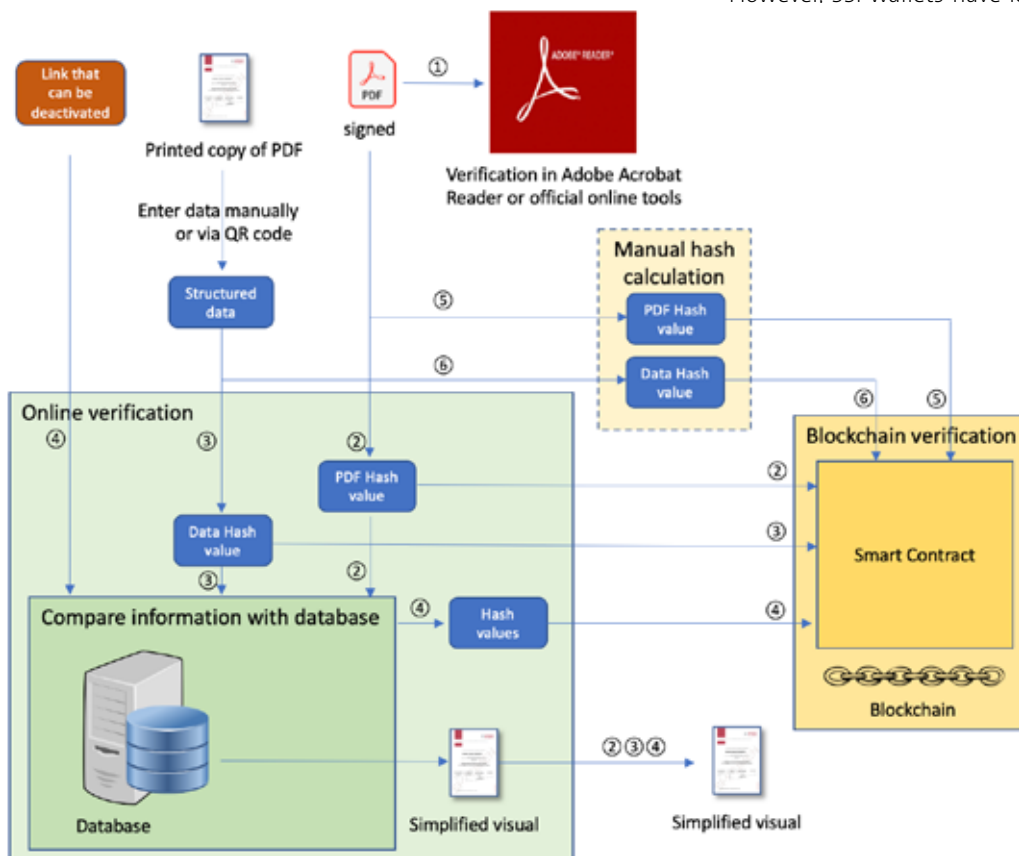 Link that
can be
deactivated
Printed copy of PDF
PDF
signed
①
ADOBE® READER®
Verification in Adobe Acrobat
Reader or official online tools
Enter data manually
or via QR code
Structured
data
Manual hash
calculation
⑤
PDF Hash
value
⑥
Data Hash
value
⑥
⑤
Online verification
④
③
②
PDF Hash
value
②
Data Hash
value
③
③
②
Blockchain verification
Smart Contract
Compare information with database
④
Hash
values
④
Blockchain
Database
Simplified visual
②③④
Simplified visual